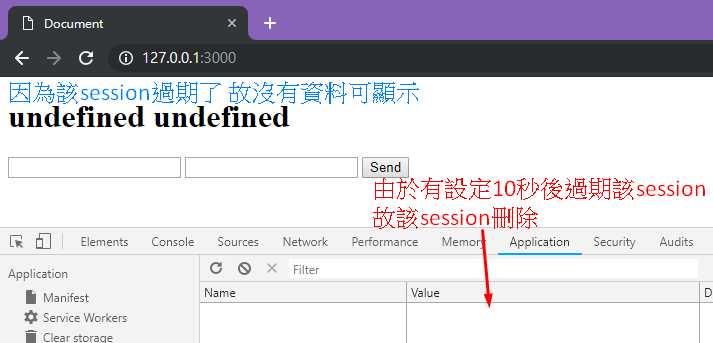 Document
127.0.0.1:3000
因為該session過期了 故沒有資料可顯示
undefined undefined
Send
由於有設定10秒後過期該session
故該session刪除
Elements Console Sources Network Performance Memory Application Security Audits
Application
Filter
Manifest
Name Value D
Service Workers
Clear storage